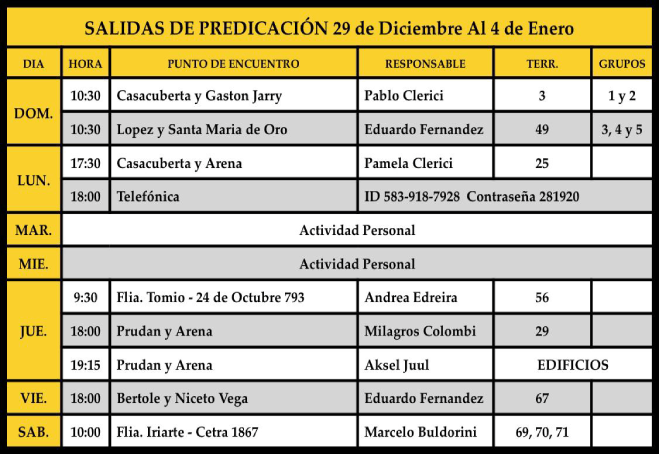 SALIDAS DE PREDICACIÓN 29 de Diciembre Al 4 de Enero
DIA HORA PUNTO DE ENCUENTRO RESPONSABLE TERR. GRUPOS
DOM.
10:30 Casacuberta y Gaston Jarry Pablo Clerici 3 1 y 2
10:30 Lopez y Santa Maria de Oro Eduardo Fernandez 49 3, 4 y 5
LUN.
17:30 Casacuberta y Arena Pamela Clerici 25
18:00 Telefónica ID 583-918-7928 Contraseña 281920
MAR. Actividad Personal
MIE. Actividad Personal
JUE.
9:30 Flia. Tomio - 24 de Octubre 793 Andrea Edreira 56
18:00 Prudan y Arena Milagros Colombi 29
19:15 Prudan y Arena Aksel Juul EDIFICIOS
VIE. 18:00 Bertole y Niceto Vega Eduardo Fernandez 67
SAB. 10:00 Flia. Iriarte - Cetra 1867 Marcelo Buldorini 69, 70, 71